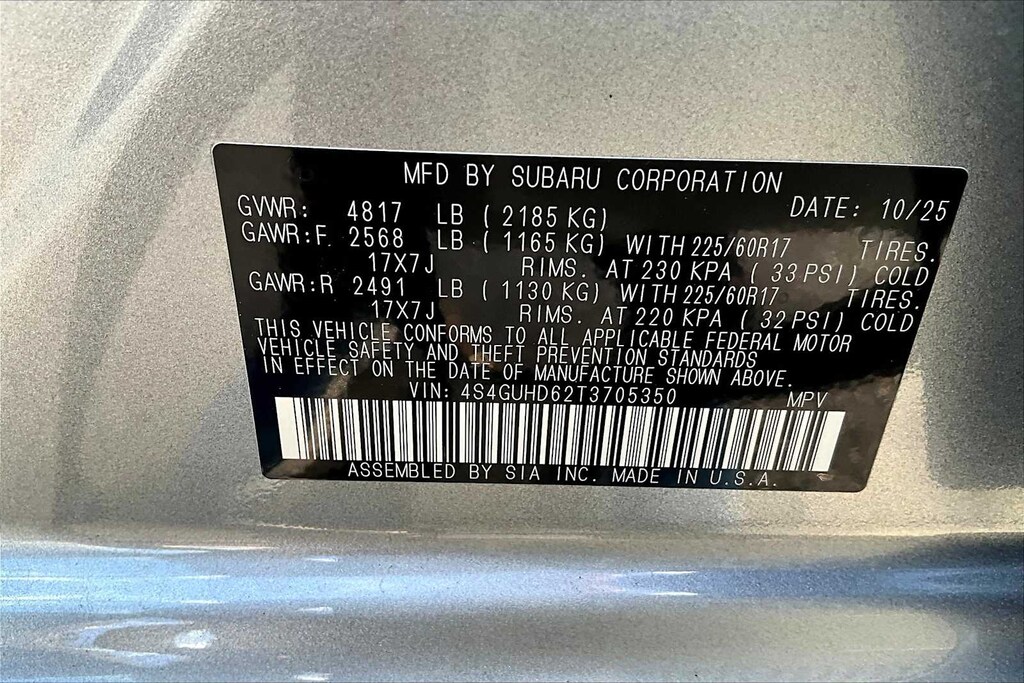 MFD BY SUBARU CORPORATION
GVWR: 4817 LB ( 2185 KG) DATE: 10/25
GAWR:F. 2568 LB ( 1165 KG) WITH 225/60R17 TIRES.
17X7J RIMS. AT 230 KPA ( 33 PSI) COLD
GAWR:R 2491 LB ( 1130 KG) WITH 225/60R17 TIRES.
17X7J RIMS. AT 220 KPA ( 32 PSI) COLD
THIS VEHICLE CONFORMS TO ALL APPLICABLE FEDERAL MOTOR
VEHICLE SAFETY AND THEFT PREVENTION STANDARDS
IN EFFECT ON THE DATE OF MANUFACTURE SHOWN ABOVE.
VIN: 4S4GUHD62T3705350 MPV
ASSEMBLED BY SIA INC. MADE IN U.S.A.